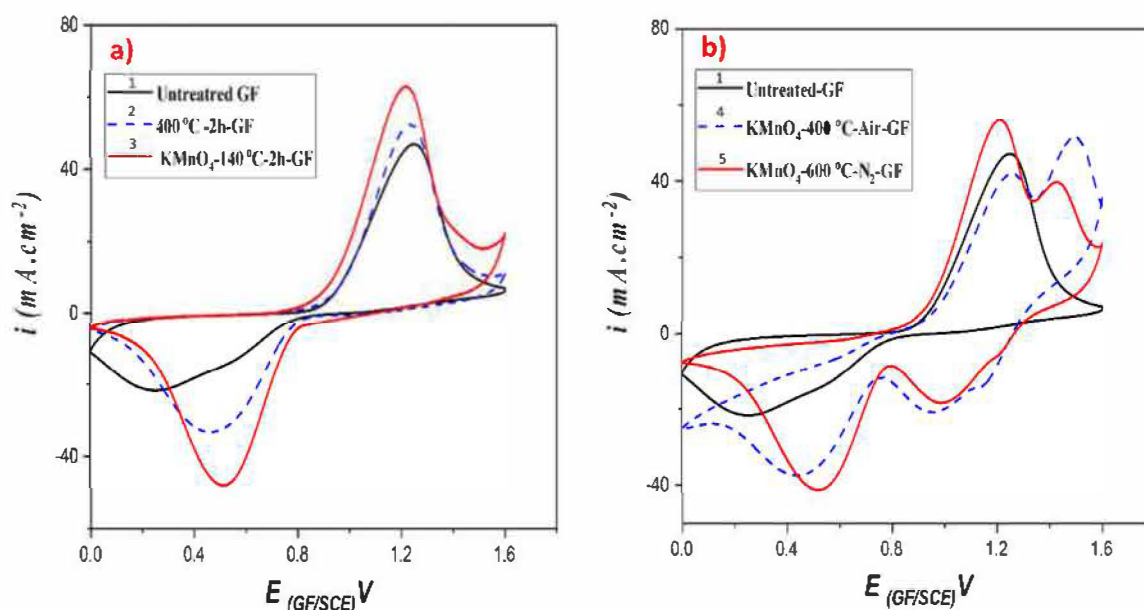 a)
1
Untreatred GF
2
400 °C -2h-GF
3
KMnO₄-140 °C-2h-GF
80
40
0
-40
i (mA.cm⁻²)
0.0 0.4 0.8 1.2 1.6
E (GF/SCE) V
b)
1
Untreated-GF
4
KMnO₄-400 °C-Air-GF
5
KMnO₄-600 °C-N₂-GF
80
40
0
-40
i (mA.cm⁻²)
0.0 0.4 0.8 1.2 1.6
E (GF/SCE) V